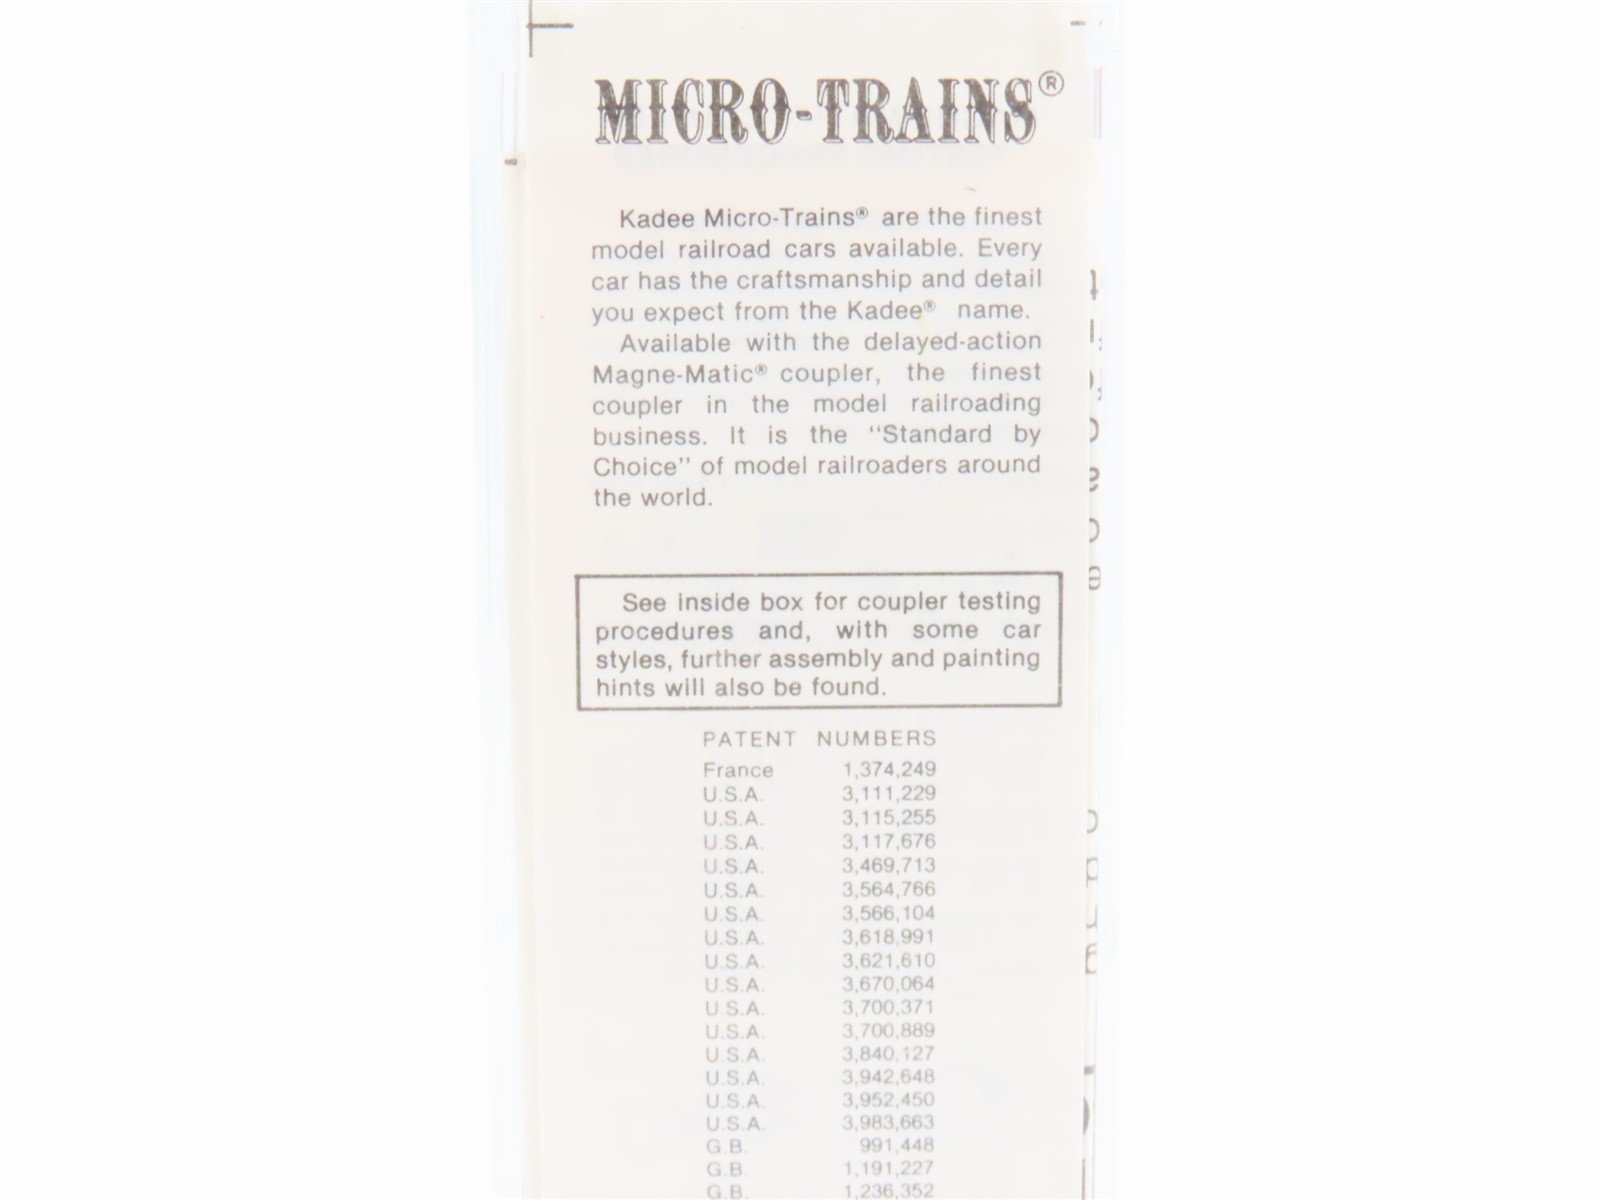 MICRO-TRAINS®
Kadee Micro-Trains® are the finest
model railroad cars available. Every
car has the craftsmanship and detail
you expect from the Kadee® name.
Available with the delayed-action
Magne-Matic® coupler, the finest
coupler in the model railroading
business. It is the "Standard by
Choice" of model railroaders around
the world.
See inside box for coupler testing
procedures and, with some car
styles, further assembly and painting
hints will also be found.
PATENT NUMBERS
France 1,374,249
U.S.A. 3,111,229
U.S.A. 3,115,255
U.S.A. 3,117,676
U.S.A. 3,469,713
U.S.A. 3,564,766
U.S.A. 3,566,104
U.S.A. 3,618,991
U.S.A. 3,621,610
U.S.A. 3,670,064
U.S.A. 3,700,371
U.S.A. 3,700,889
U.S.A. 3,840,127
U.S.A. 3,942,648
U.S.A. 3,952,450
U.S.A. 3,983,663
G.B. 991,448
G.B. 1,191,227
G.B. 1,236,352